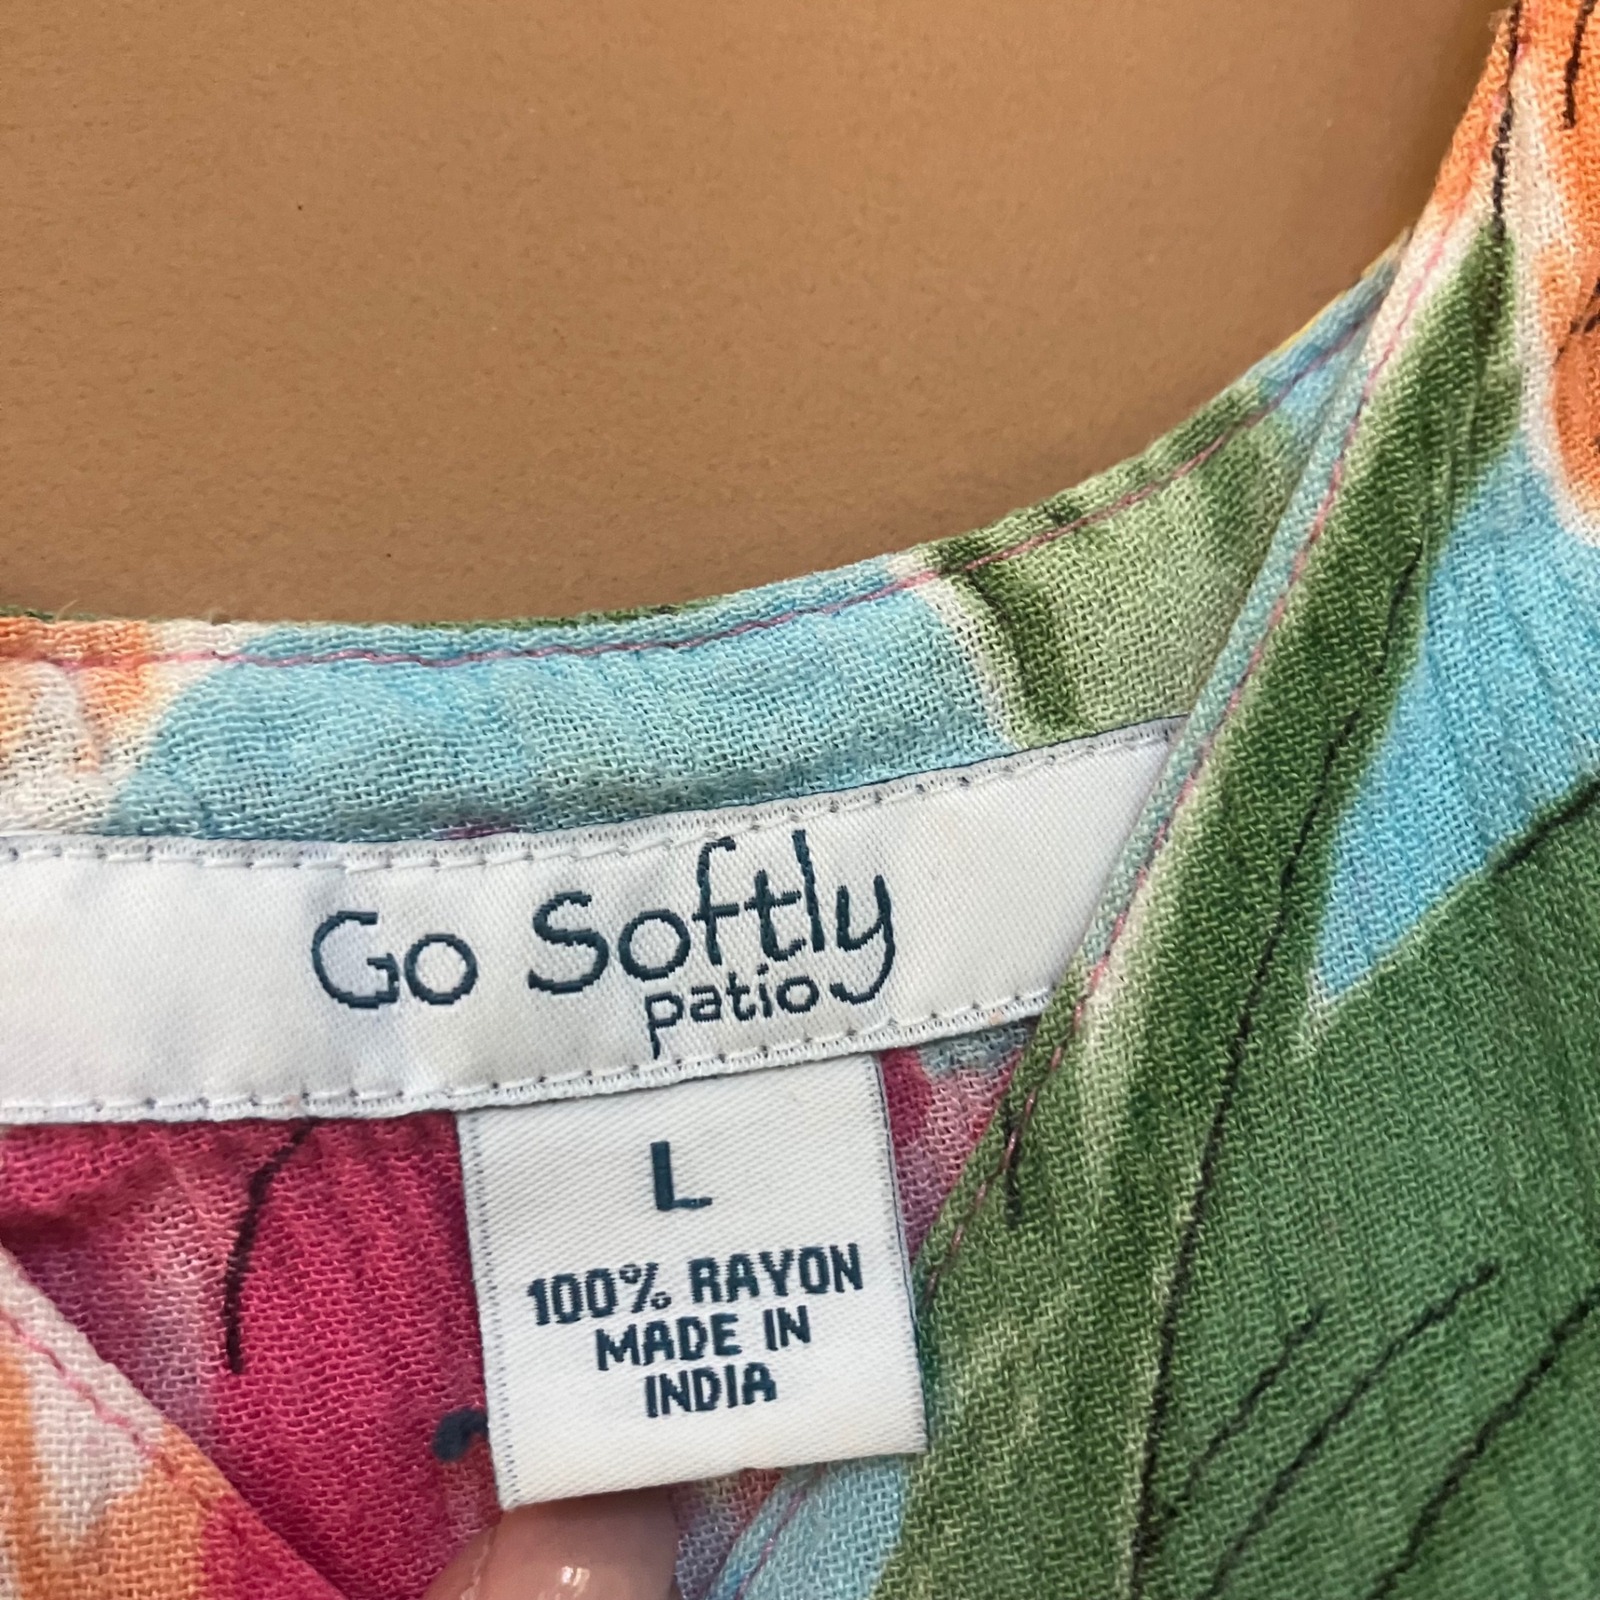 Go Softly
patio
L
100% RAYON
MADE IN
INDIA